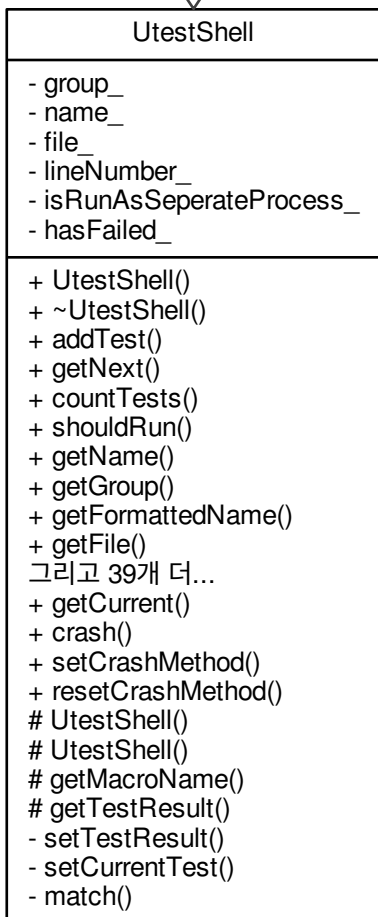 UtestShell
- group_
- name_
- file_
- lineNumber_
- isRunAsSeperateProcess_
- hasFailed_
+ UtestShell()
+ ~UtestShell()
+ addTest()
+ getNext()
+ countTests()
+ shouldRun()
+ getName()
+ getGroup()
+ getFormattedName()
+ getFile()
그리고 39개 더...
+ getCurrent()
+ crash()
+ setCrashMethod()
+ resetCrashMethod()
# UtestShell()
# UtestShell()
# getMacroName()
# getTestResult()
- setTestResult()
- setCurrentTest()
- match()